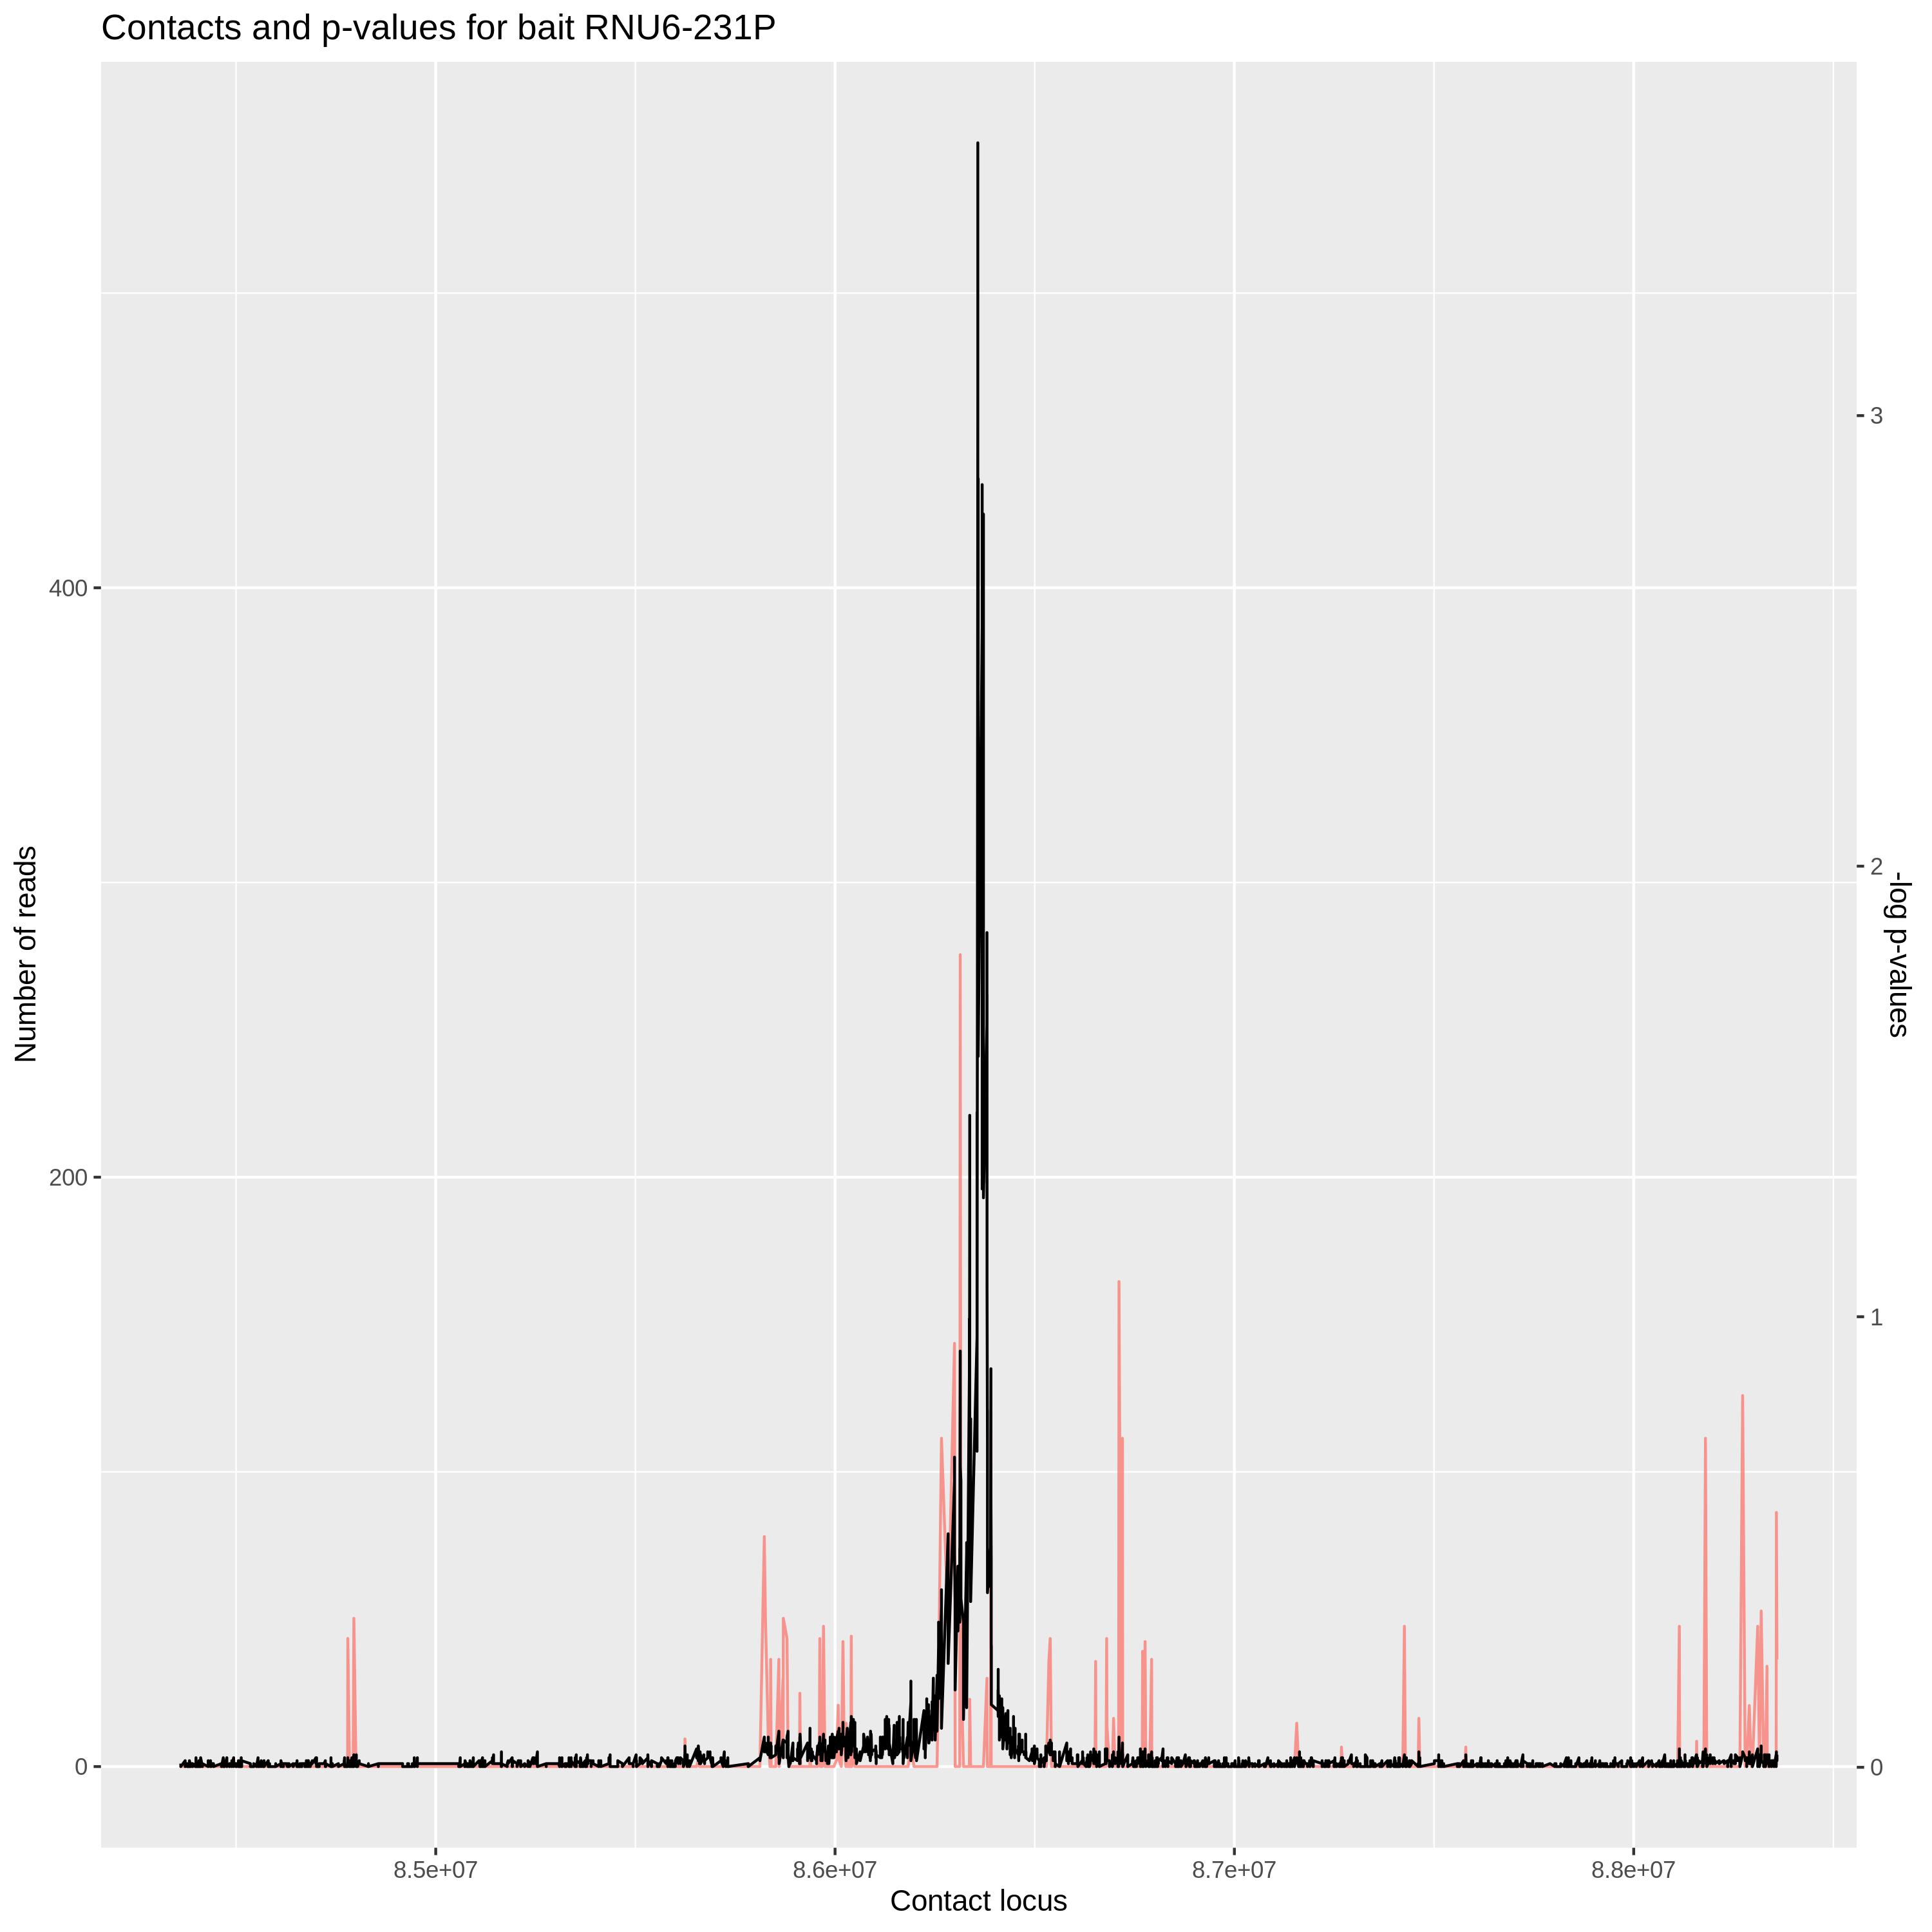 Contacts and p-values for bait RNU6-231P
Number of reads
400
200
0
3
2
1
0
-log p-values
8.5e+07
8.6e+07
8.7e+07
8.8e+07
Contact locus